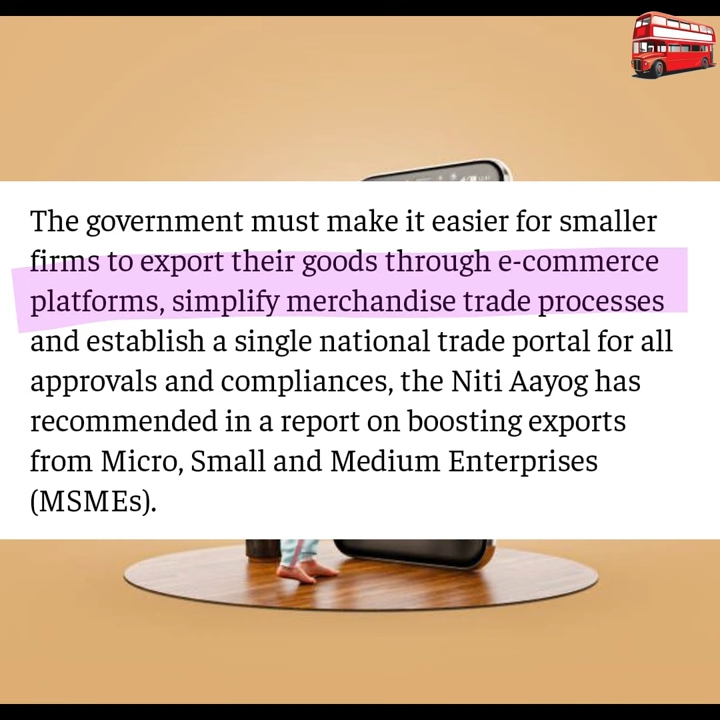 The government must make it easier for smaller
firms to export their goods through e-commerce
platforms, simplify merchandise trade processes
and establish a single national trade portal for all
approvals and compliances, the Niti Aayog has
recommended in a report on boosting exports
from Micro, Small and Medium Enterprises
(MSMEs).